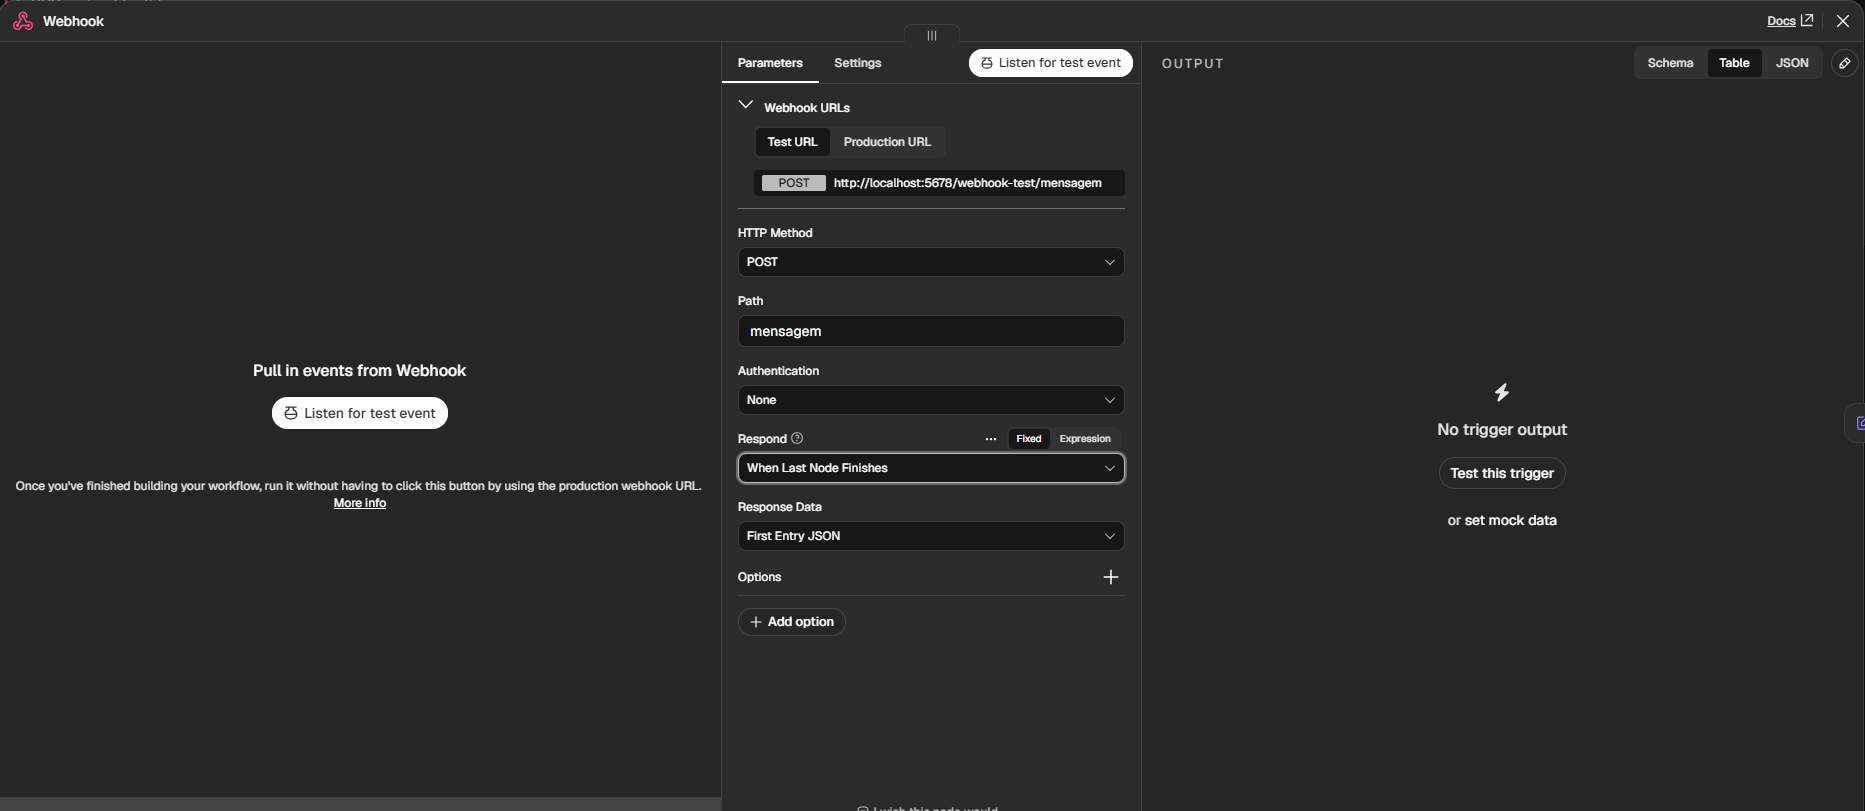 Webhook
Docs
Parameters
Settings
Listen for test event
OUTPUT
Schema
Table
JSON
Webhook URLs
Test URL
Production URL
POST
http://localhost:5678/webhook-test/mensagem
HTTP Method
POST
Path
mensagem
Authentication
None
Respond
Fixed
Expression
When Last Node Finishes
Response Data
First Entry JSON
Options
Add option
I wish this node would
Pull in events from Webhook
Listen for test event
Once you've finished building your workflow, run it without having to click this button by using the production webhook URL.
More info
No trigger output
Test this trigger
or set mock data